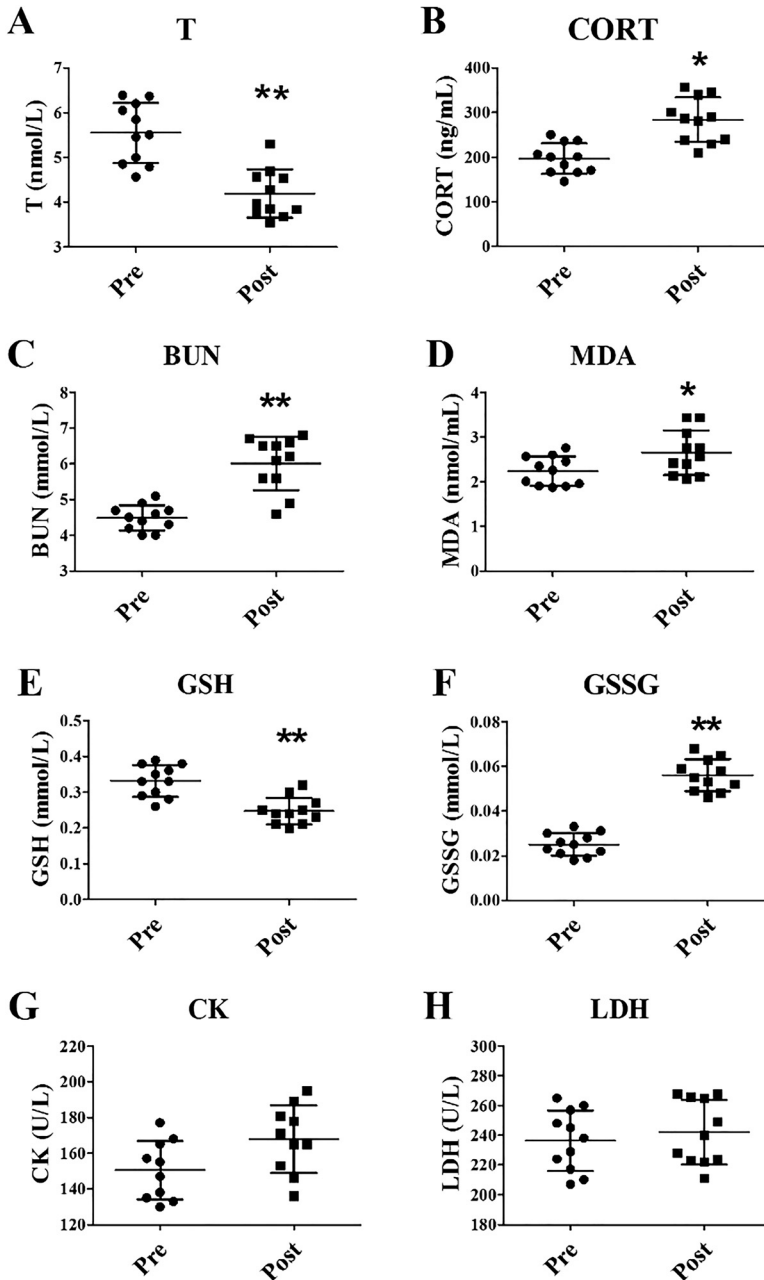 A
T
**
T (nmol/L)
7
6
5
4
3
Pre
Post
B
CORT
*
CORT (ng/mL)
400
300
200
100
0
Pre
Post
C
BUN
**
BUN (mmol/L)
8
7
6
5
4
3
Pre
Post
D
MDA
*
MDA (nmol/mL)
4
3
2
1
0
Pre
Post
E
GSH
**
GSH (mmol/L)
0.5
0.4
0.3
0.2
0.1
0.0
Pre
Post
F
GSSG
**
GSSG (mmol/L)
0.08
0.06
0.04
0.02
0.00
Pre
Post
G
CK
CK (U/L)
220
200
180
160
140
120
Pre
Post
H
LDH
LDH (U/L)
300
280
260
240
220
200
180
Pre
Post